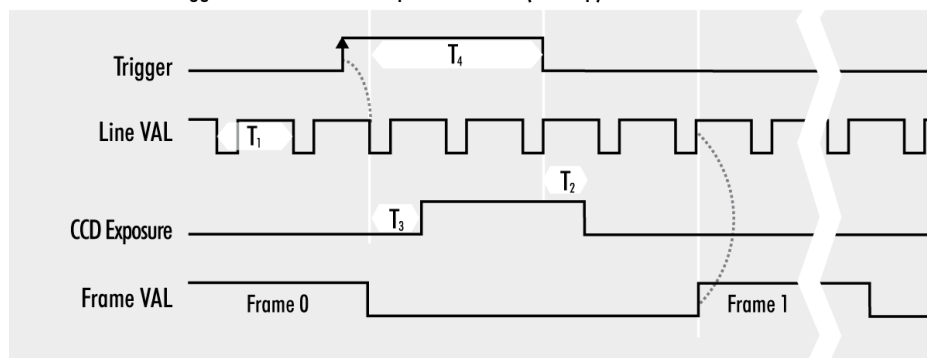 Trigger
T₄
Line VAL
T₁
T₂
CCD Exposure
T₃
Frame VAL
Frame 0
Frame 1